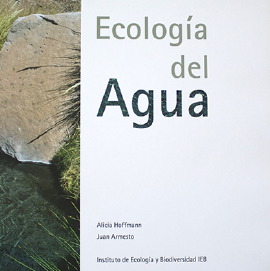 Ecología
del
Agua
Alicia Hoffmann
Juan Armesto
Instituto de Ecología y Biodiversidad IEB